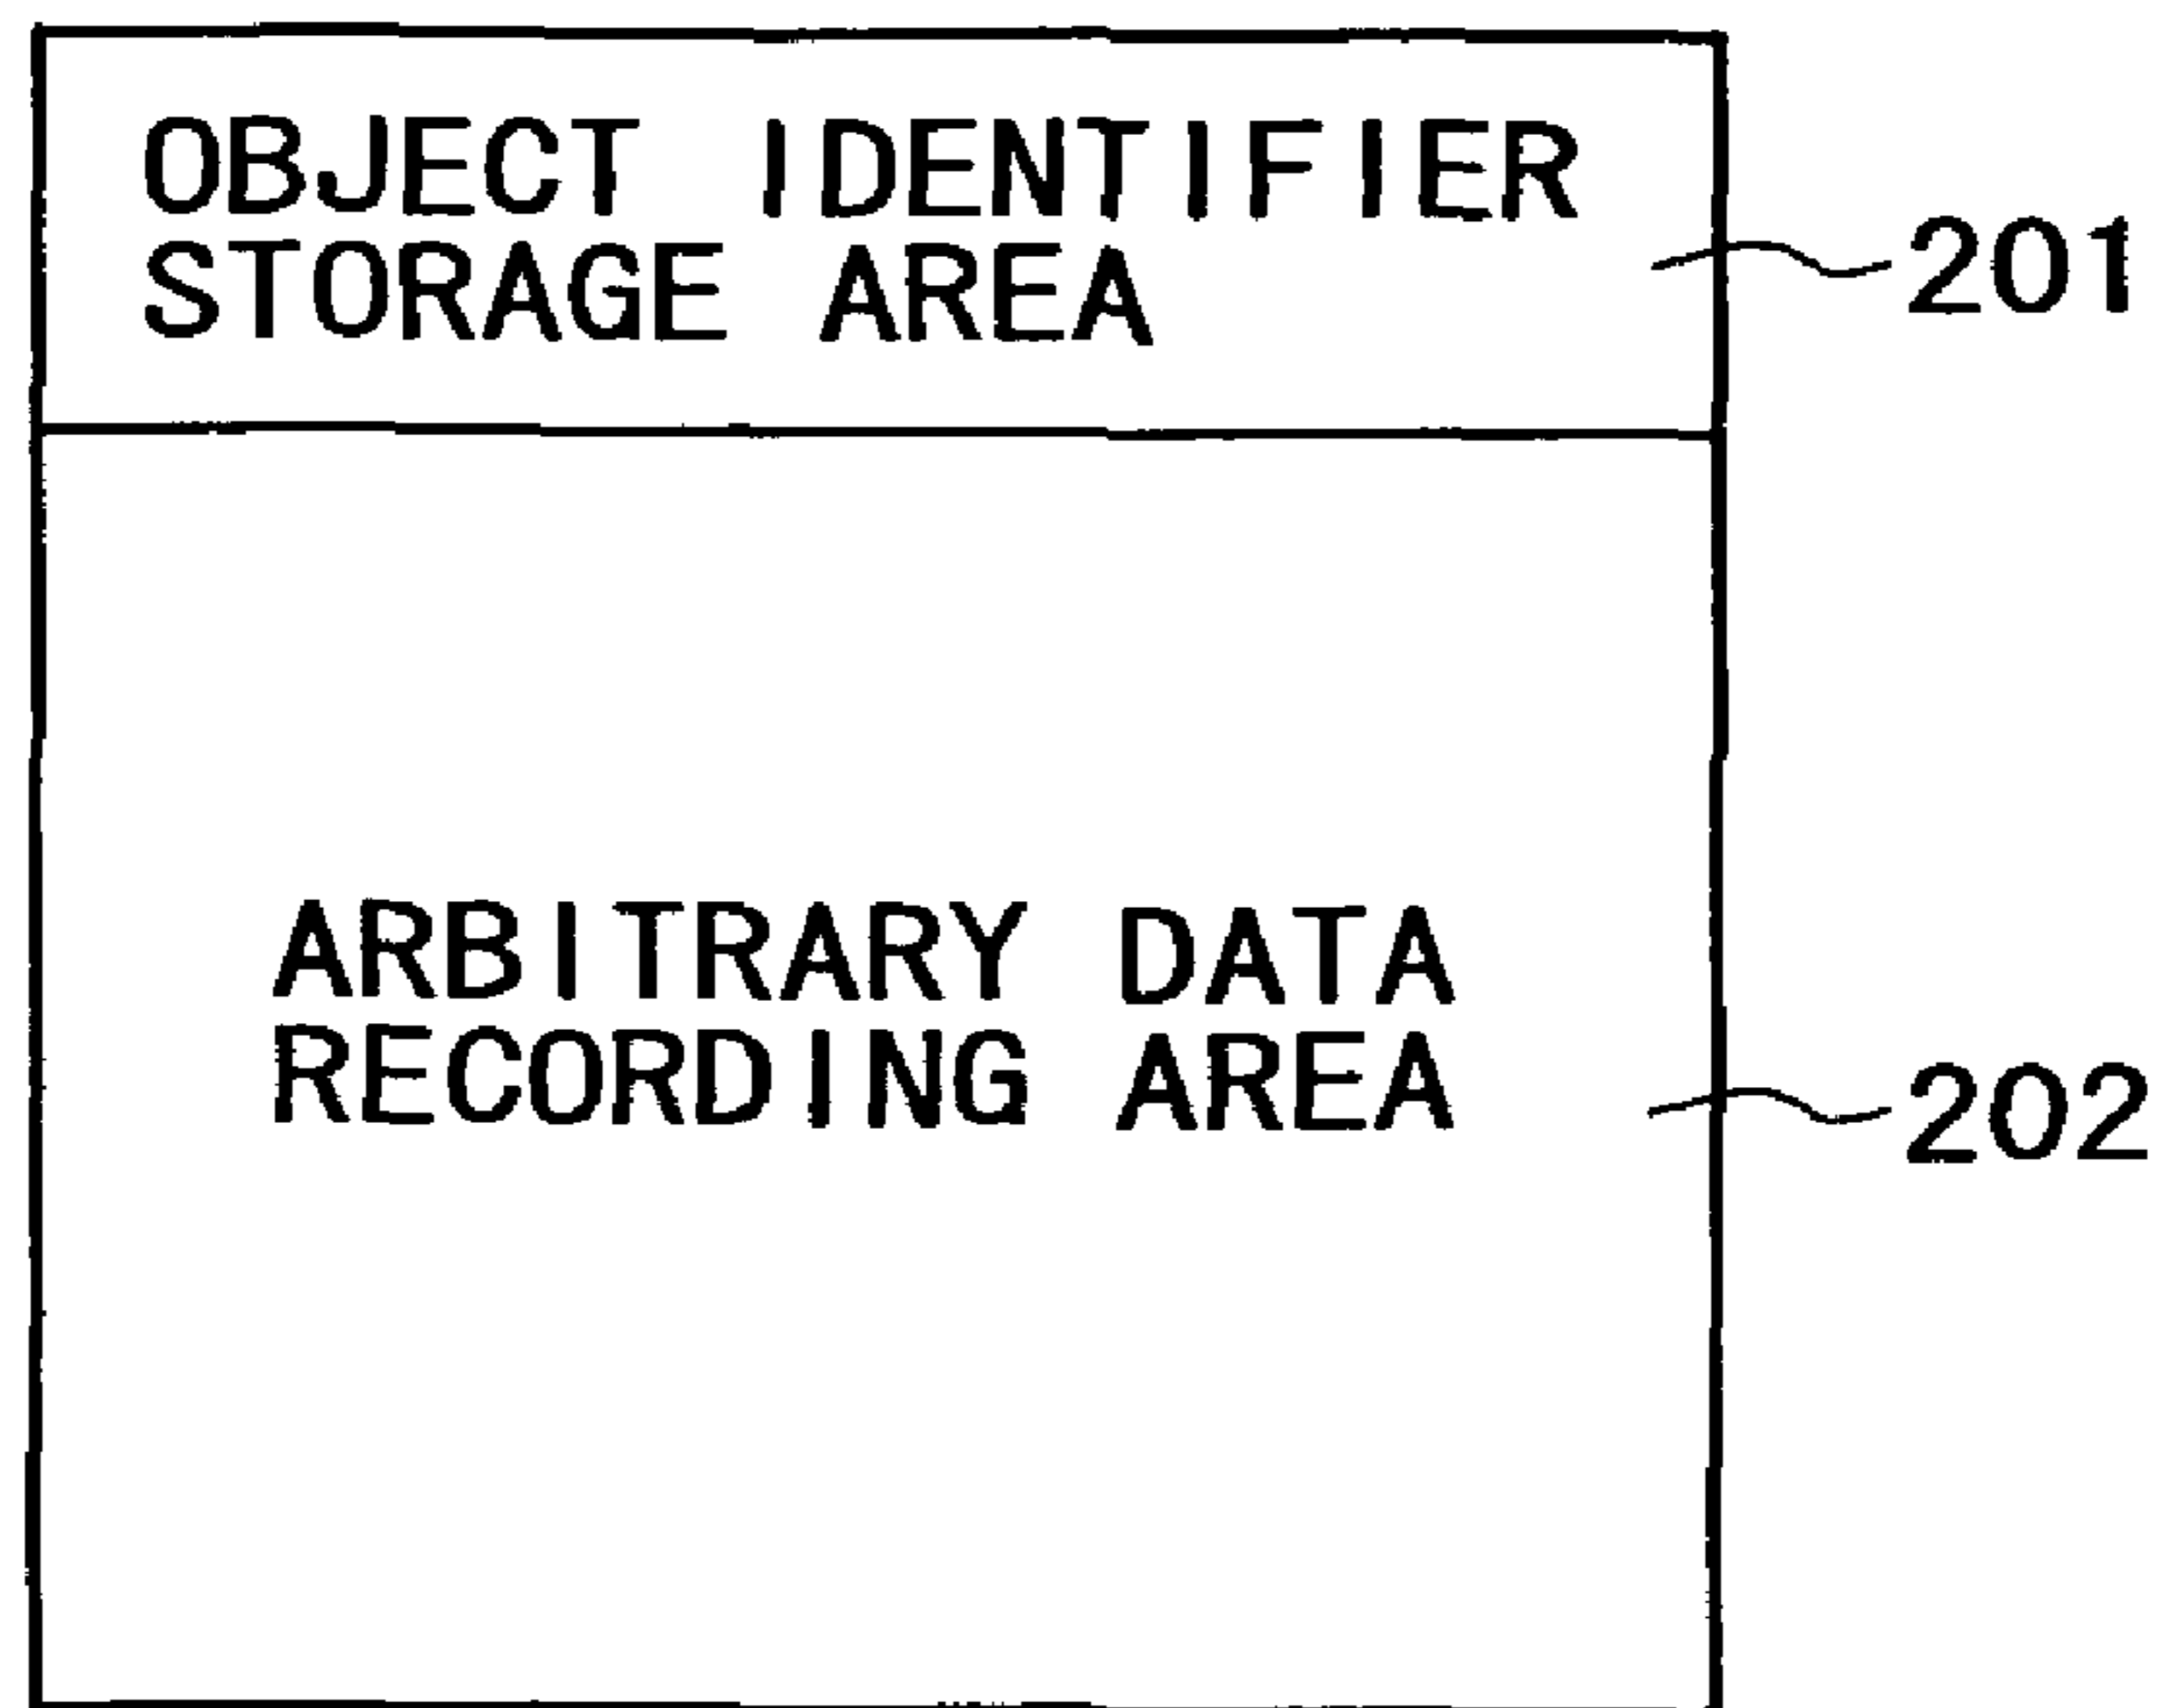 OBJECT IDENTIFIER
STORAGE AREA
201
ARBITRARY DATA
RECORDING AREA
202